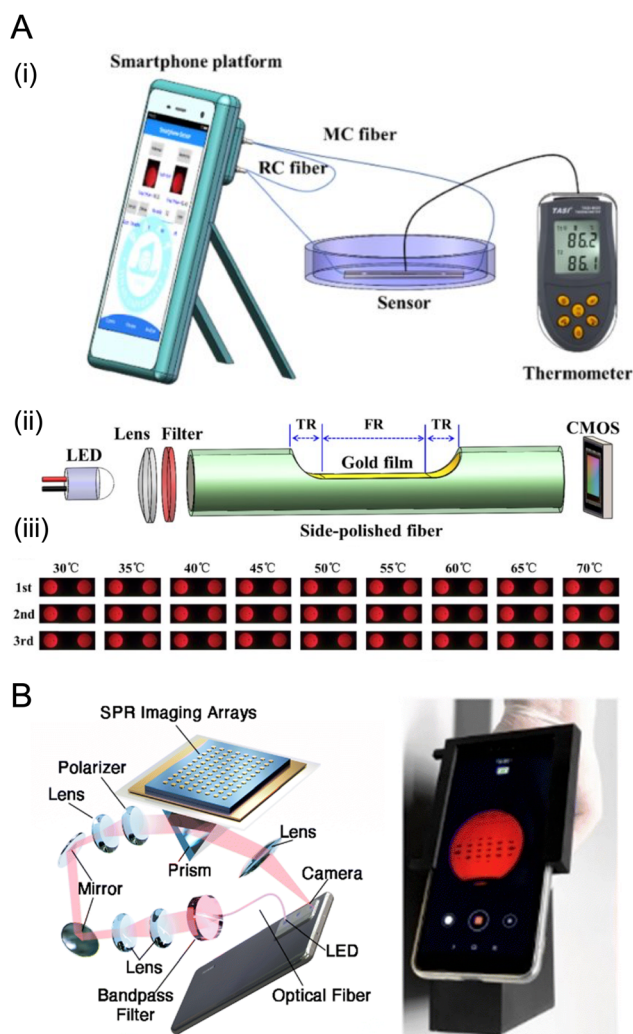 A
(i)
Smartphone platform
MC fiber
RC fiber
TASI
86.2
86.1
Sensor
Thermometer
(ii)
TR
FR
TR
CMOS
Lens
Filter
LED
Gold film
Side-polished fiber
(iii)
30℃ 35℃ 40℃ 45℃ 50℃ 55℃ 60℃ 65℃ 70℃
1st
2nd
3rd
B
SPR Imaging Arrays
Polarizer
Lens
Lens
Prism
Camera
Mirror
Lens
LED
Bandpass
Filter
Optical Fiber